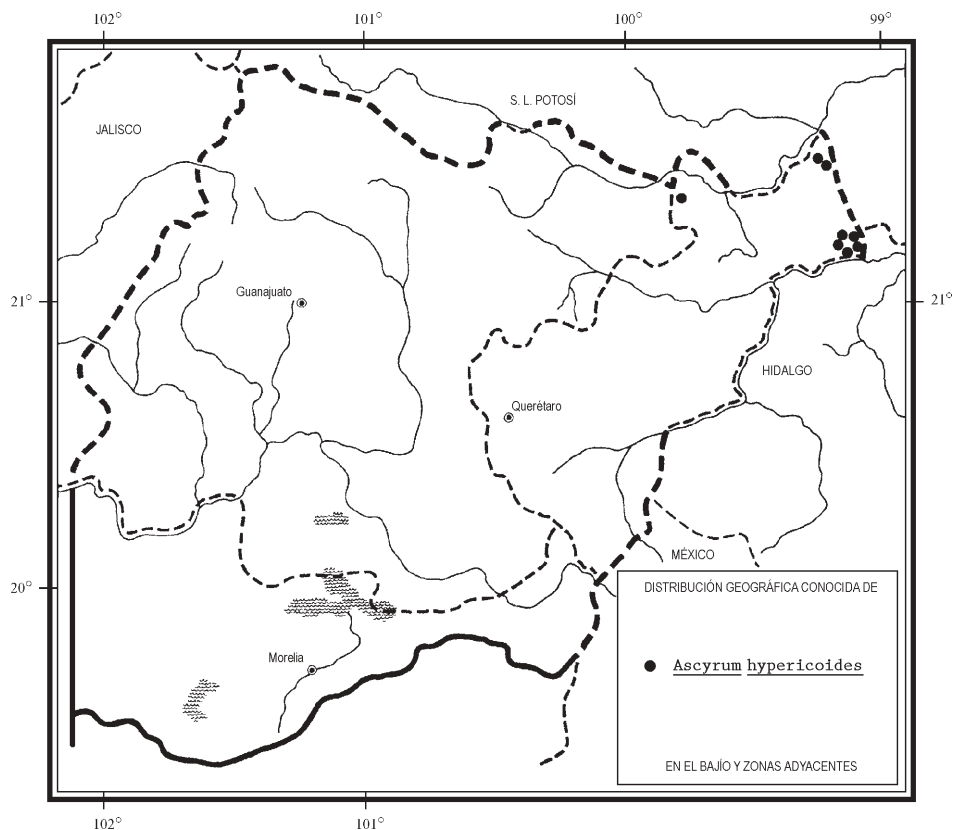 102° 101° 100° 99°
S. L. POTOSÍ
JALISCO
Guanajuato
21° 21°
HIDALGO
Querétaro
MÉXICO
20°
DISTRIBUCIÓN GEOGRÁFICA CONOCIDA DE
Morelia
Ascyrum hypericoides
EN EL BAJÍO Y ZONAS ADYACENTES
102° 101°